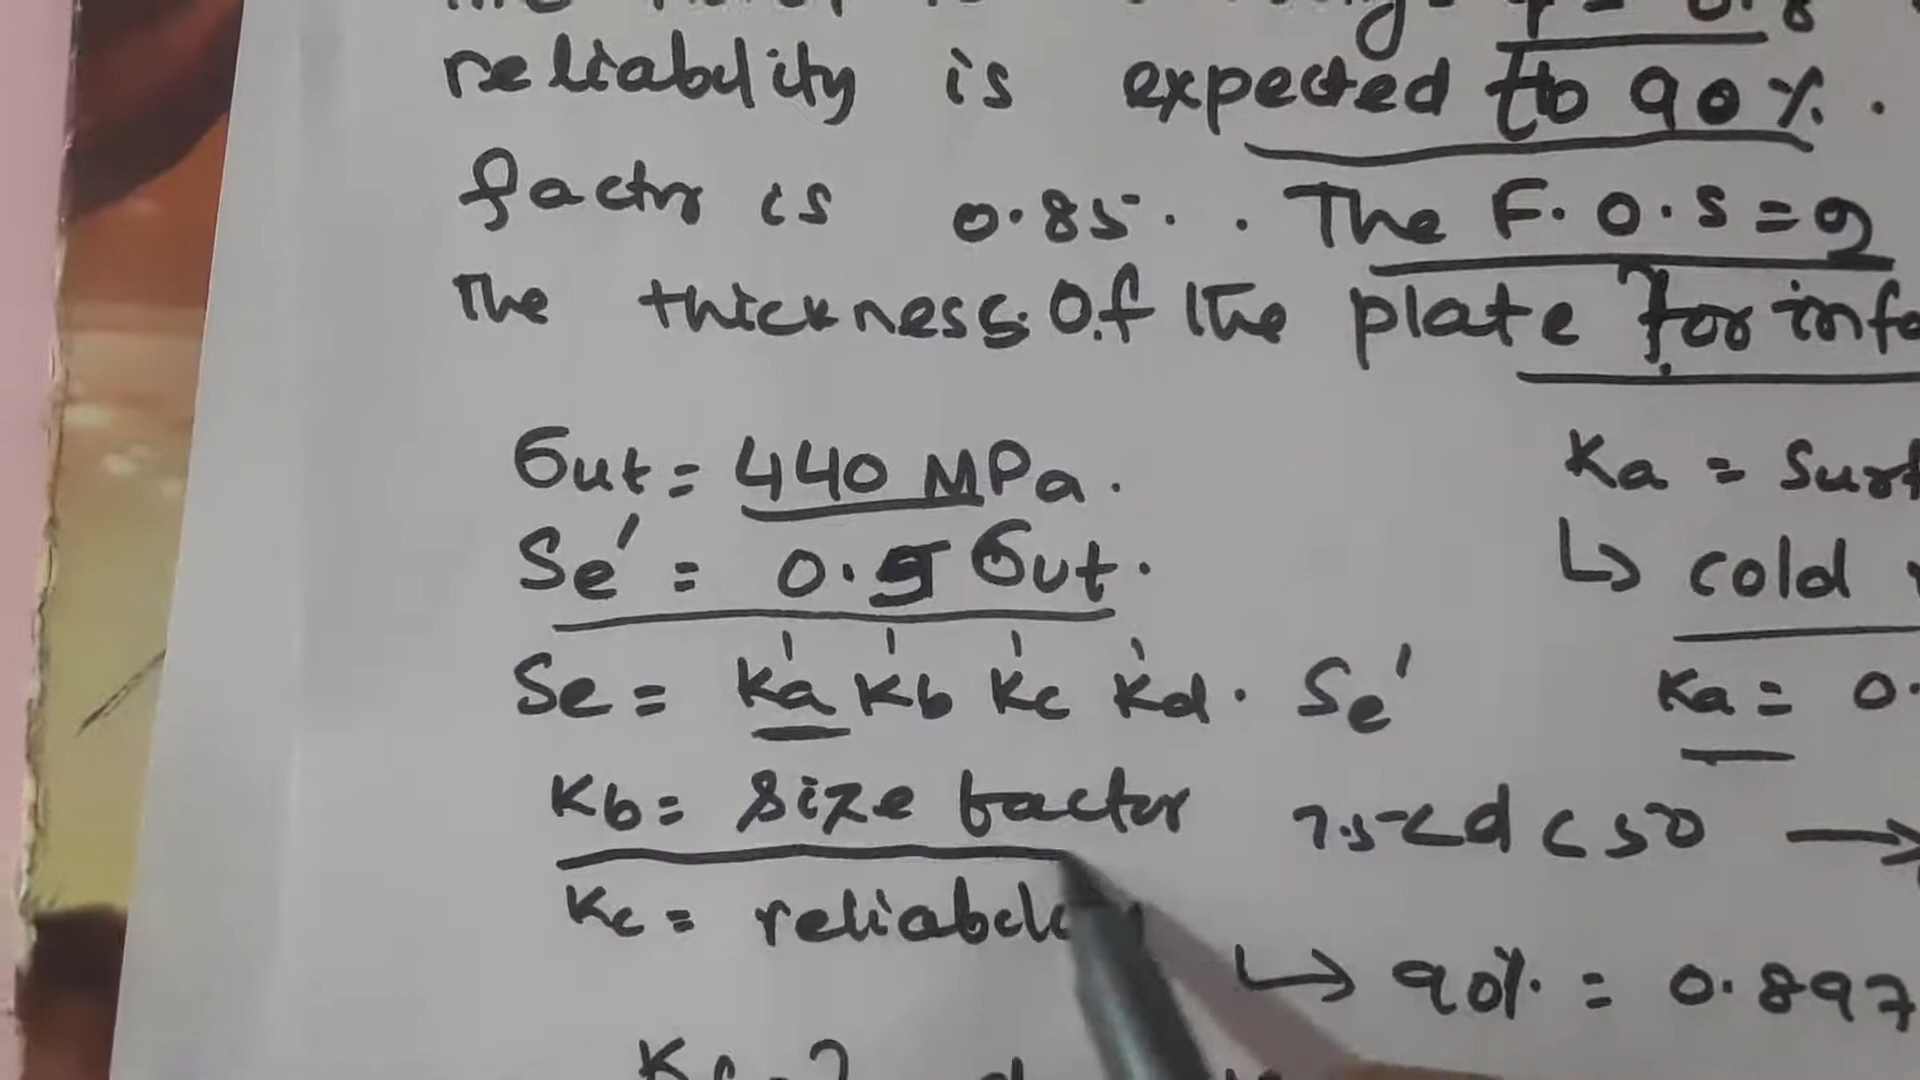 reliability is expected to 90%.
factor is 0.85. . The F.O.S = 2
The thickness of the plate for infe
σut = 440 MPa.
Ka = Surf
Se' = 0.5 σut.
↳ cold
Se = Ka Kb Kc Kd . Se'
Ka = 0.
Kb = size factor 7.5 < d < 50 →
Kc = reliabili
↳ 90% = 0.897